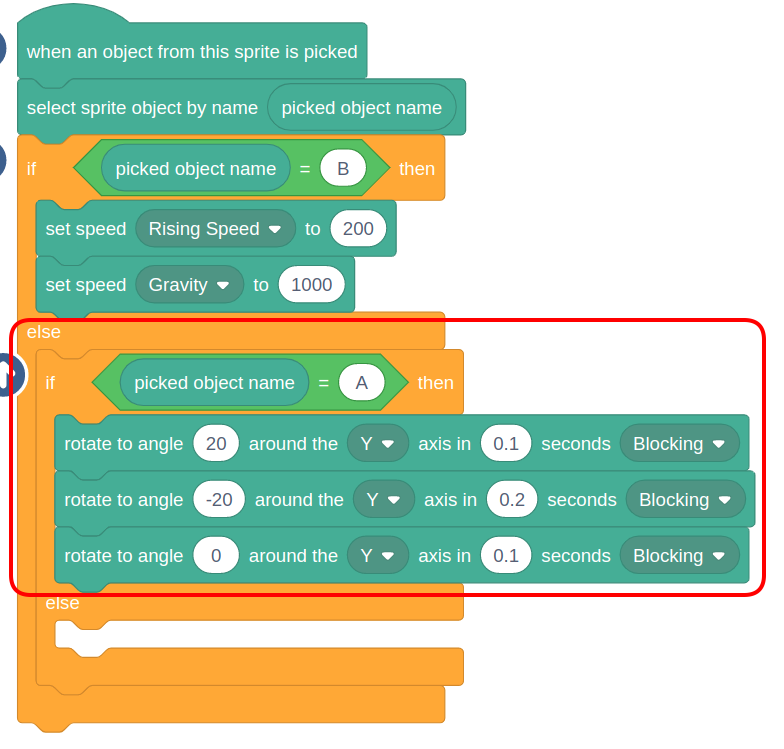 when an object from this sprite is picked
select sprite object by name picked object name
if picked object name = B then
set speed Rising Speed to 200
set speed Gravity to 1000
else
if picked object name = A then
rotate to angle 20 around the Y axis in 0.1 seconds Blocking
rotate to angle -20 around the Y axis in 0.2 seconds Blocking
rotate to angle 0 around the Y axis in 0.1 seconds Blocking
else